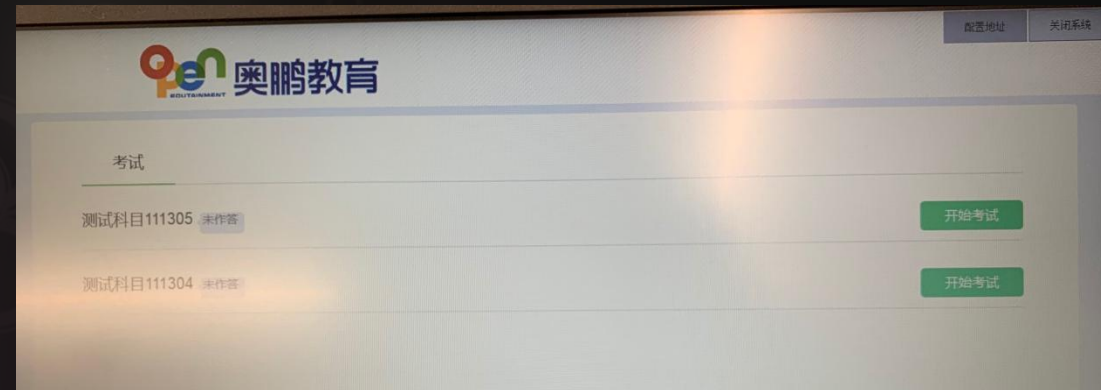 配置地址 关闭系统
Open 奥鹏教育
EDUTAINMENT
考试
测试科目111305 未作答 开始考试
测试科目111304 未作答 开始考试